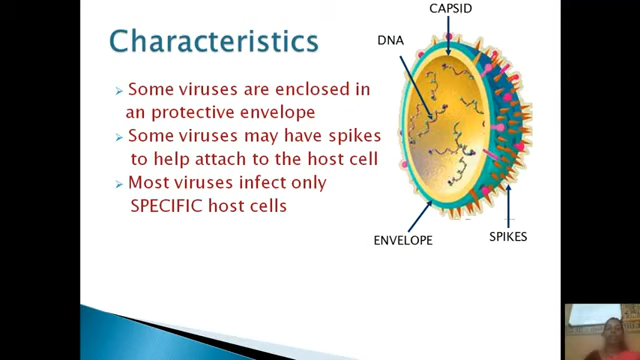 CAPSID
Characteristics
DNA
Some viruses are enclosed in
an protective envelope
Some viruses may have spikes
to help attach to the host cell
Most viruses infect only
SPECIFIC host cells
ENVELOPE
SPIKES